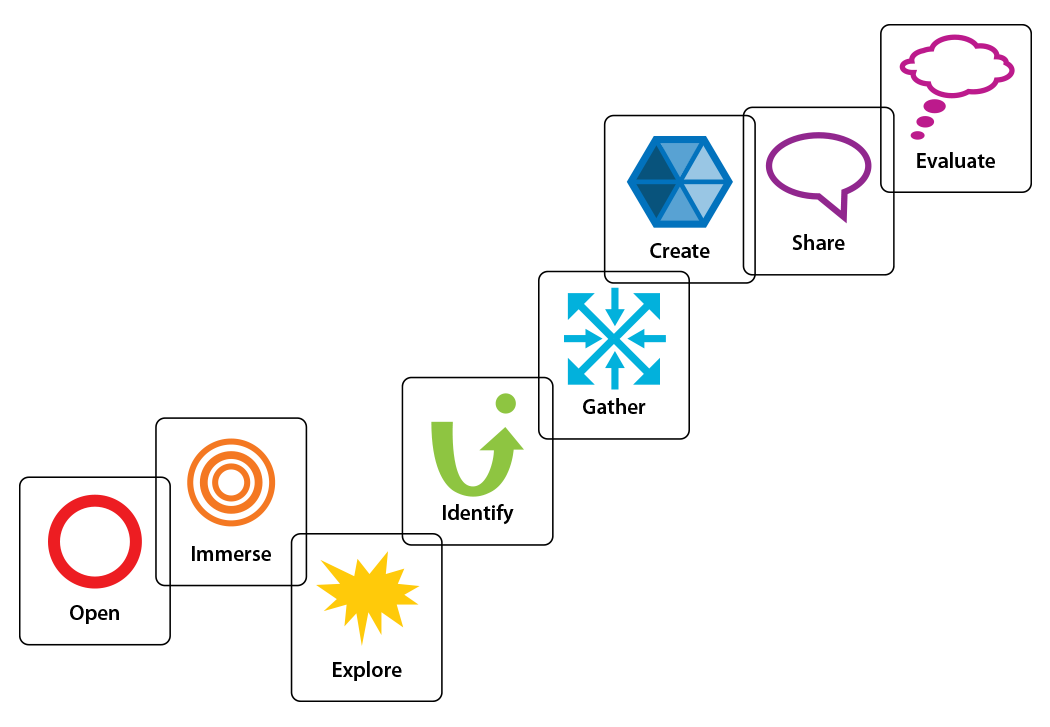 Open
Immerse
Explore
Identify
Gather
Create
Share
Evaluate